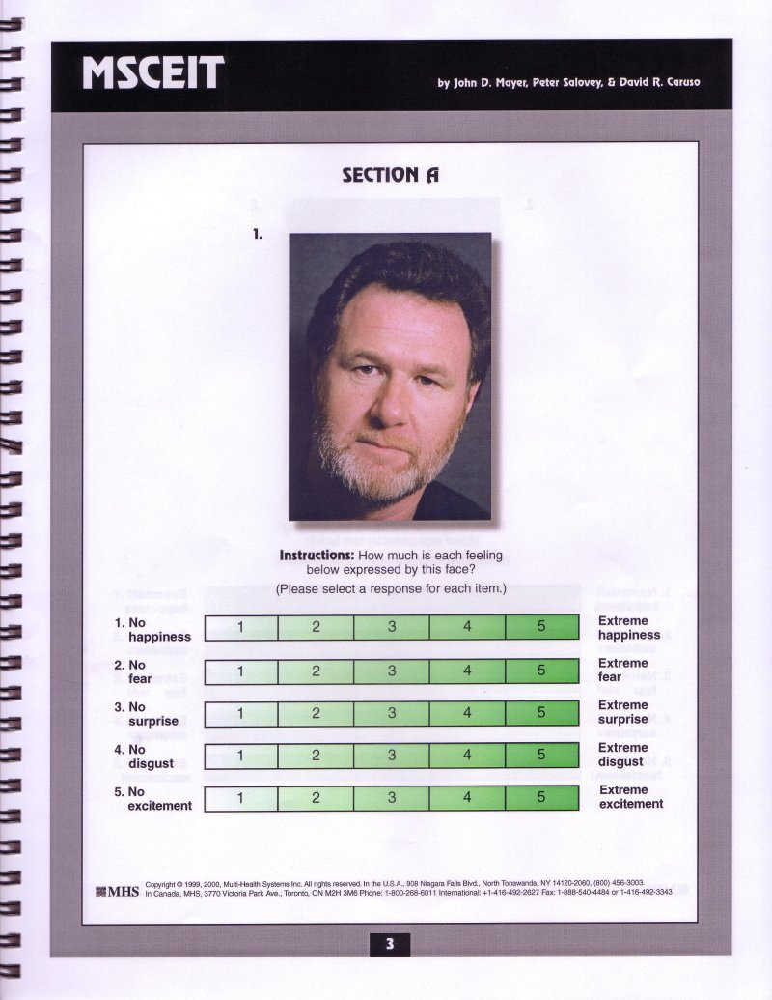 MSCEIT
by John D. Mayer, Peter Salovey, & David R. Caruso
SECTION A
1.
Instructions: How much is each feeling
below expressed by this face?
(Please select a response for each item.)
1. No happiness 1 2 3 4 5 Extreme happiness
2. No fear 1 2 3 4 5 Extreme fear
3. No surprise 1 2 3 4 5 Extreme surprise
4. No disgust 1 2 3 4 5 Extreme disgust
5. No excitement 1 2 3 4 5 Extreme excitement
MHS
Copyright © 1999, 2000, Multi-Health Systems Inc. All rights reserved. In the U.S.A., 908 Niagara Falls Blvd., North Tonawanda, NY 14120-2060, (800) 456-3003.
In Canada, MHS, 3770 Victoria Park Ave., Toronto, ON M2H 3M6 Phone: 1-800-268-6011 International: +1-416-492-2627 Fax: 1-888-540-4484 or 1-416-492-3343
3